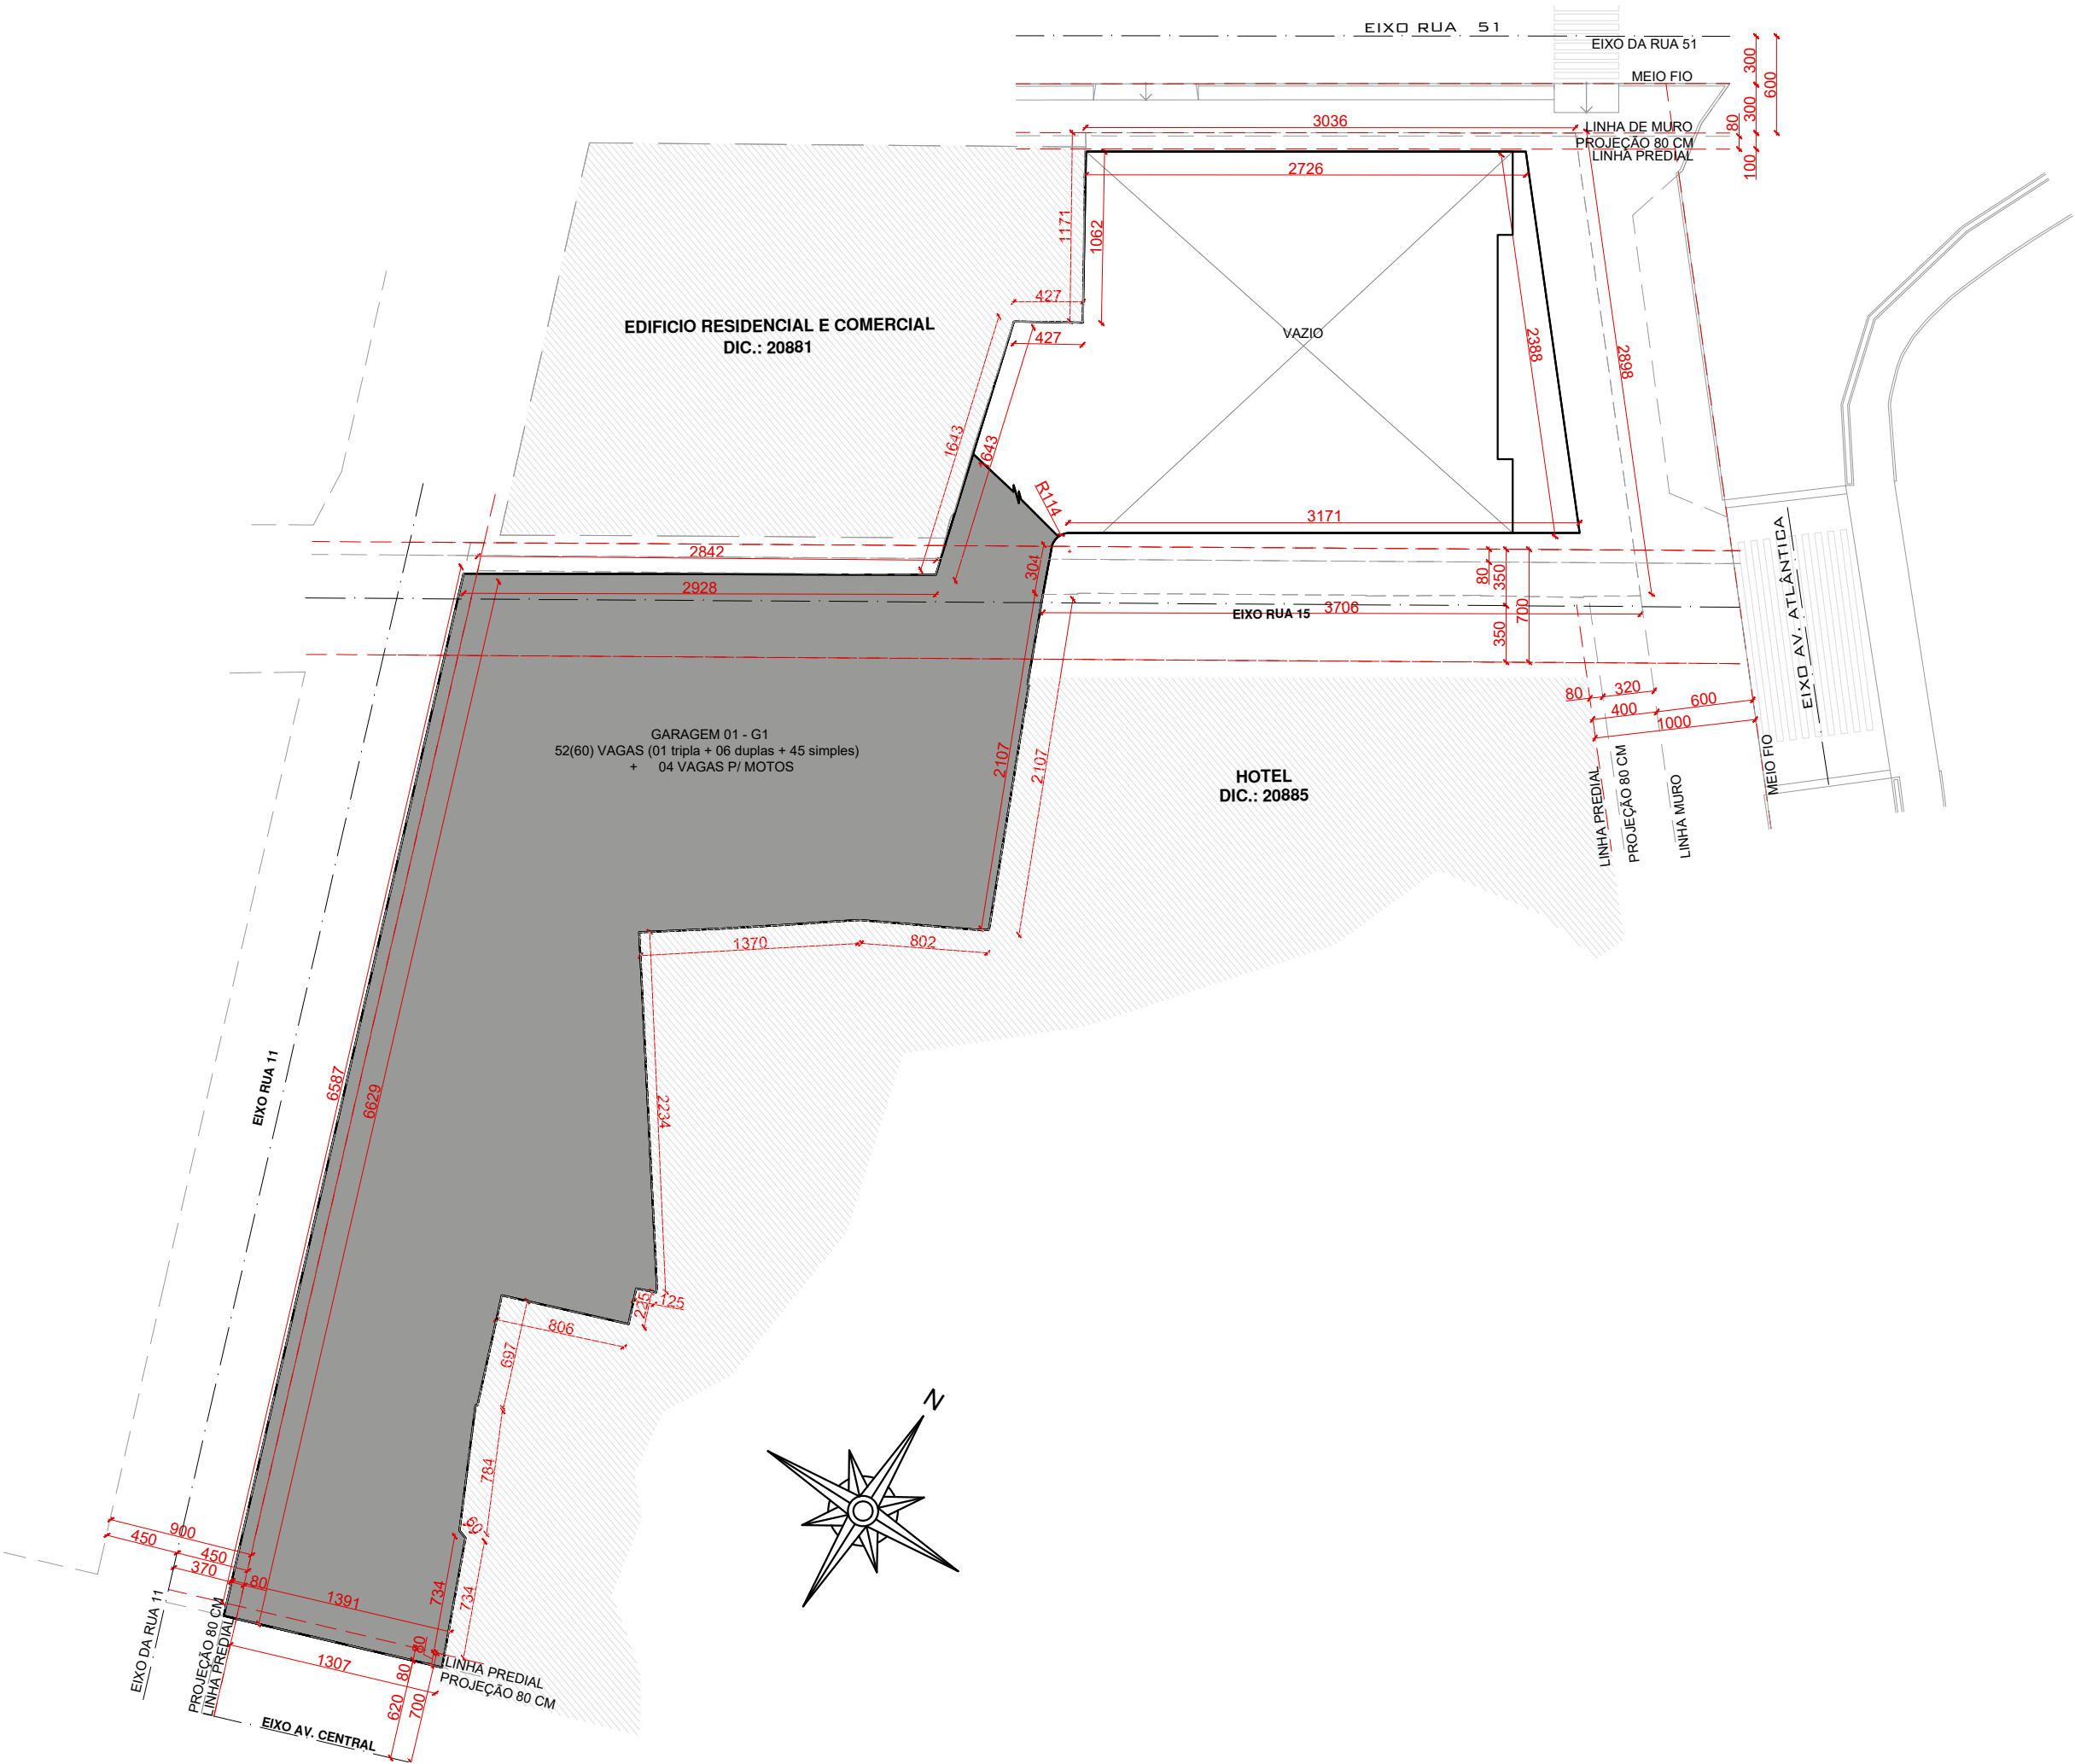 EIXO RUA 51
EIXO DA RUA 51
300
600
MEIO FIO
300
80
3036
LINHA DE MURO
PROJEÇÃO 80 CM
LINHA PREDIAL
100
2726
1171
1062
427
427
EDIFICIO RESIDENCIAL E COMERCIAL
DIC.: 20881
VAZIO
2388
2898
1643
1643
R114
3171
2842
304
80
350
2928
3706
EIXO RUA 15
700
350
EIXO AV. ATLÂNTICA
80
320
600
400
1000
GARAGEM 01 - G1
52(60) VAGAS (01 tripla + 06 duplas + 45 simples)
+ 04 VAGAS P/ MOTOS
2107
2107
HOTEL
DIC.: 20885
MEIO FIO
LINHA PREDIAL
PROJEÇÃO 80 CM
LINHA MURO
1370
802
EIXO RUA 11
6587
6629
2234
225
125
806
697
N
784
60
900
450
450
370
80
1391
734
734
EIXO DA RUA 11
PROJEÇÃO 80 CM
LINHA PREDIAL
80
1307
80
LINHA PREDIAL
PROJEÇÃO 80 CM
620
700
EIXO AV. CENTRAL